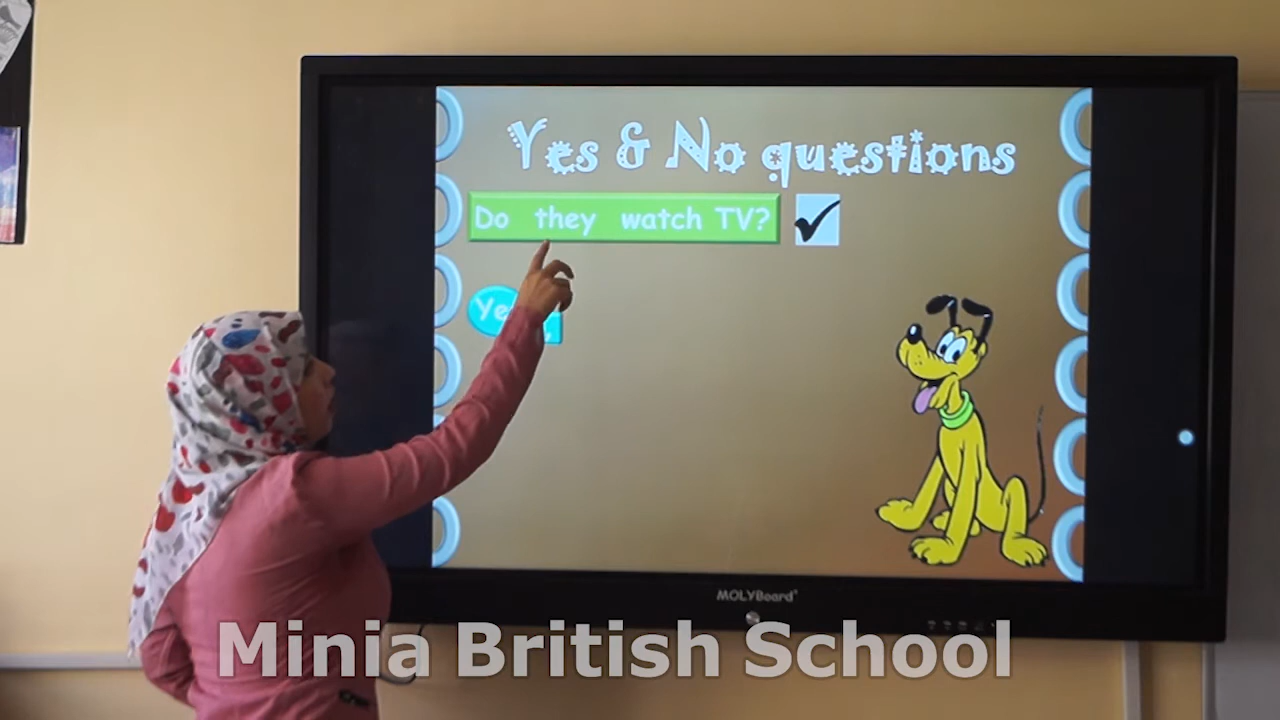 Yes & No questions
Do they watch TV?
MOLYBoard
Minia British School